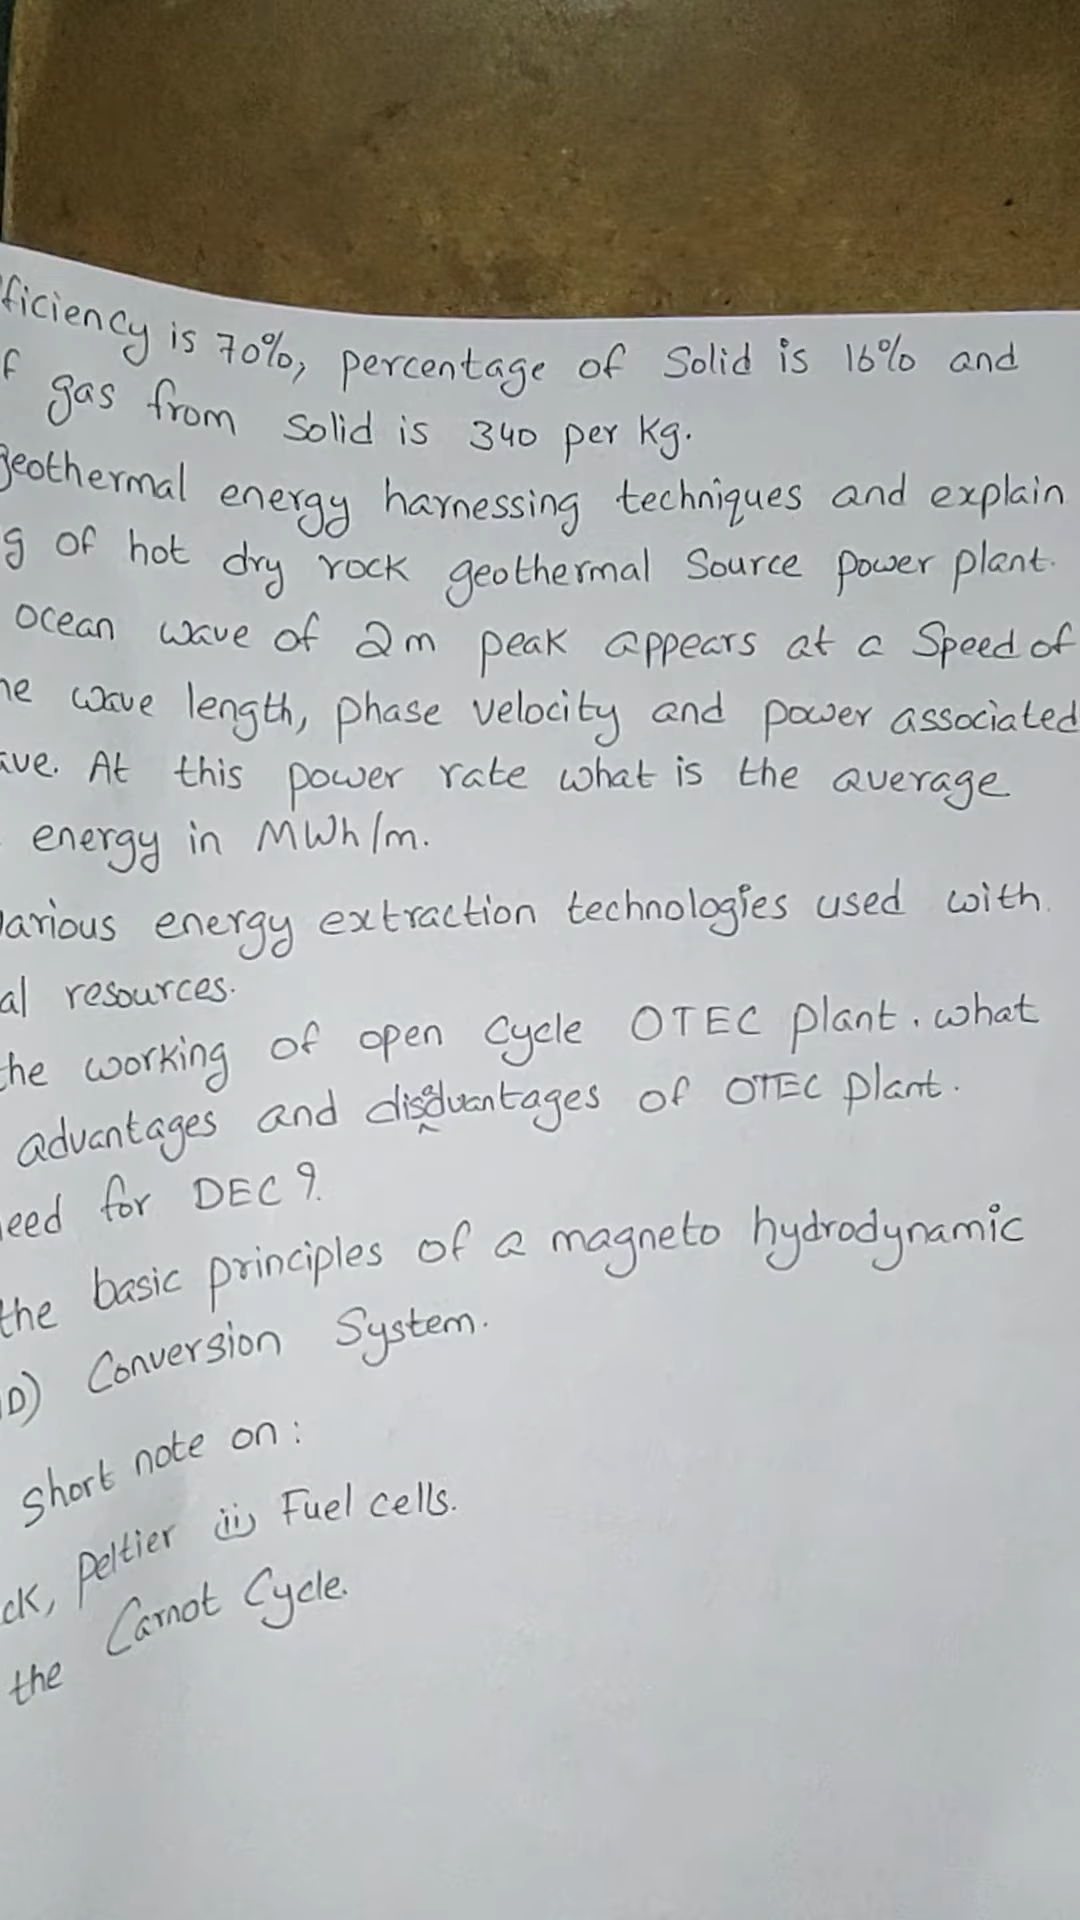 ficiency is 70%, percentage of Solid is 16% and
f gas from solid is 340 per kg.
geothermal energy harnessing techniques and explain
g of hot dry rock geothermal Source power plant.
ocean wave of 2m peak appears at a Speed of
he wave length, phase velocity and power associated
ave. At this power rate what is the average
energy in MWh/m.
arious energy extraction technologies used with.
al resources.
the working of open cycle OTEC plant. what
advantages and disadvantages of OTEC plant.
eed for DEC?
the basic principles of a magneto hydrodynamic
D) Conversion System.
Short note on:
ck, Peltier ii) Fuel cells.
the Carnot Cycle.